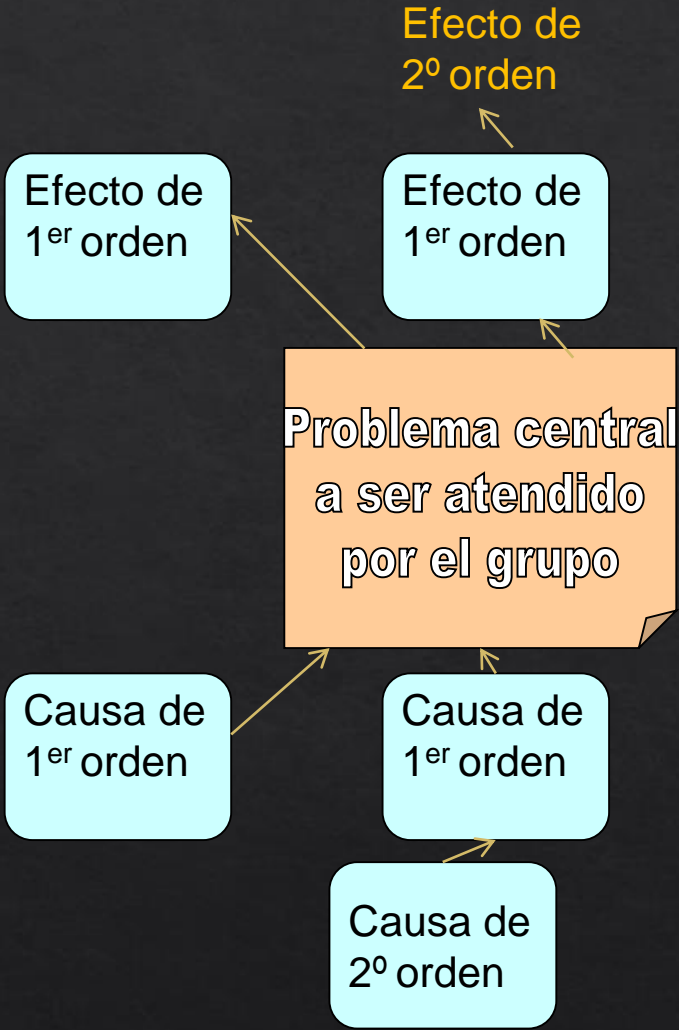 Efecto de
2º orden
Efecto de
1er orden
Efecto de
1er orden
Problema central
a ser atendido
por el grupo
Causa de
1er orden
Causa de
1er orden
Causa de
2º orden